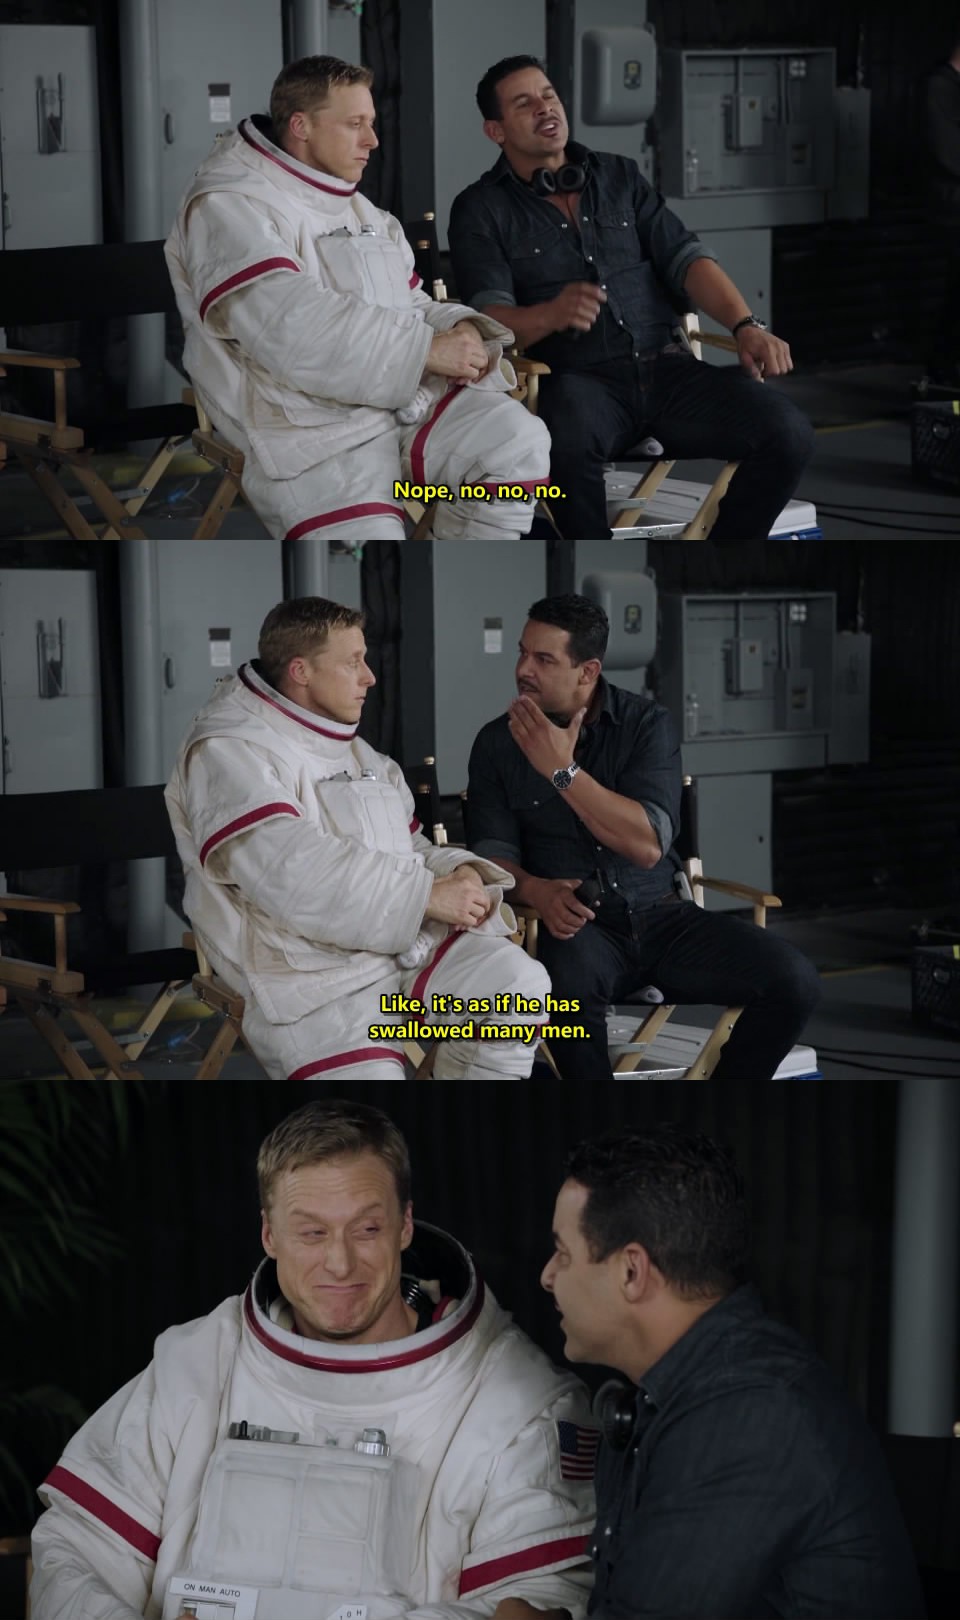 Nope, no, no, no.
Like, it's as if he has
swallowed many men.
ON MAN AUTO